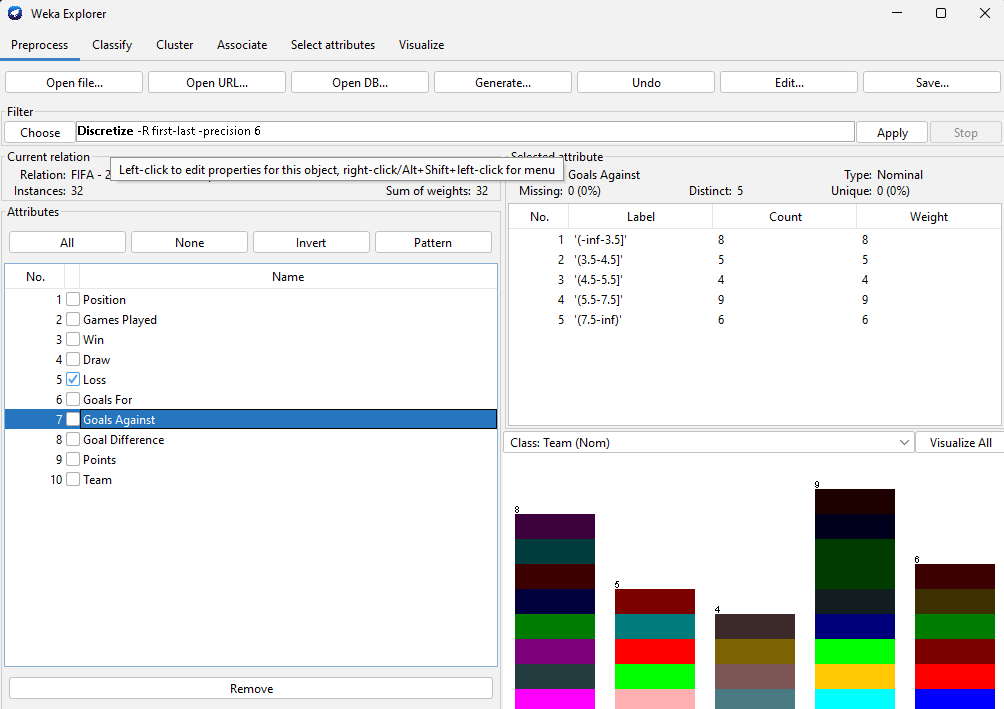 Weka Explorer
Preprocess Classify Cluster Associate Select attributes Visualize
Open file... Open URL... Open DB... Generate... Undo Edit... Save...
Filter
Choose Discretize -R first-last -precision 6 Apply Stop
Current relation
Relation: FIFA - 2
Instances: 32 Sum of weights: 32
Left-click to edit properties for this object, right-click/Alt+Shift+left-click for menu
Attributes
All None Invert Pattern
No. Name
1 Position
2 Games Played
3 Win
4 Draw
5 Loss
6 Goals For
7 Goals Against
8 Goal Difference
9 Points
10 Team
Remove
Selected attribute
Goals Against Type: Nominal
Missing: 0 (0%) Distinct: 5 Unique: 0 (0%)
No. Label Count Weight
1 '(-inf-3.5]' 8 8
2 '(3.5-4.5]' 5 5
3 '(4.5-5.5]' 4 4
4 '(5.5-7.5]' 9 9
5 '(7.5-inf)' 6 6
Class: Team (Nom) Visualize All
8 5 4 9 6